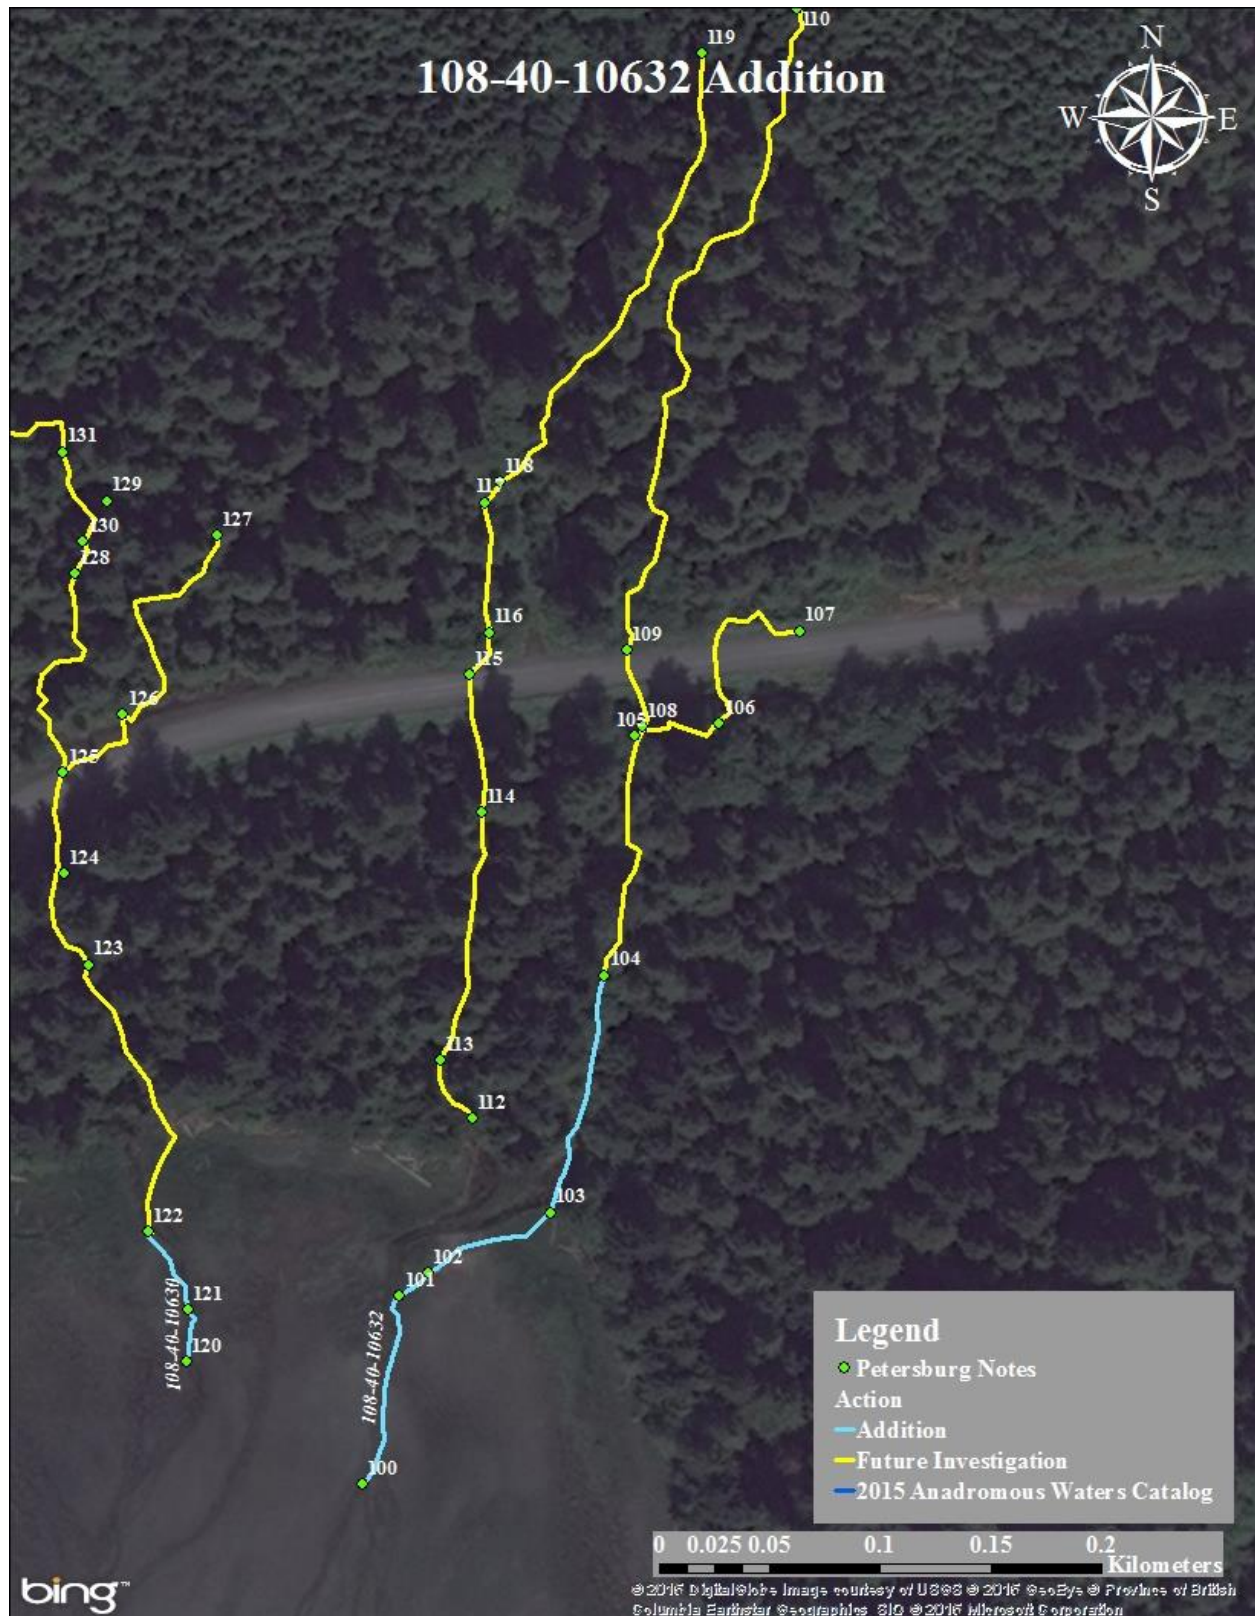 110
119
N
108-40-10632 Addition
W
E
S
131
118
117
129
127
130
128
116
107
109
115
126
108
106
105
125
114
124
123
104
113
112
103
122
102
101
121
108-40-10630
108-40-10632
120
100
Legend
Petersburg Notes
Action
Addition
Future Investigation
2015 Anadromous Waters Catalog
0 0.025 0.05 0.1 0.15 0.2
Kilometers
bing™
© 2016 DigitalGlobe Image courtesy of USGS © 2016 GeoEye © Province of British
Columbia Earthstar Geographics SIO © 2016 Microsoft Corporation